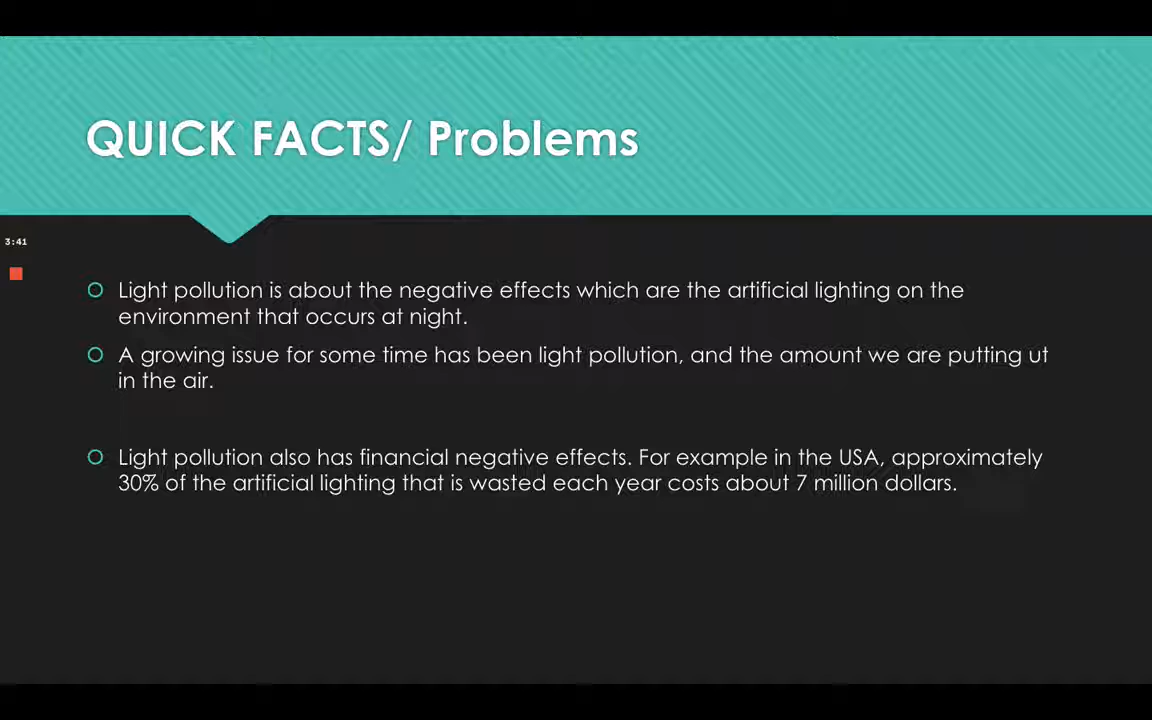 QUICK FACTS/ Problems
3:41
Light pollution is about the negative effects which are the artificial lighting on the
environment that occurs at night.
A growing issue for some time has been light pollution, and the amount we are putting ut
in the air.
Light pollution also has financial negative effects. For example in the USA, approximately
30% of the artificial lighting that is wasted each year costs about 7 million dollars.